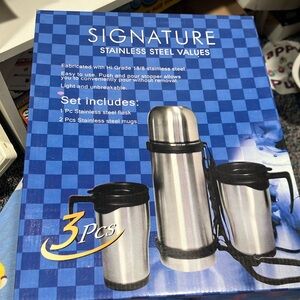 SIGNATURE
STAINLESS STEEL VALUES
Fabricated with Hi Grade 18/8 stainless steel
Easy to use. Push and pour stopper allows
you to conveniently pour without removal.
Light and unbreakable.
Set includes:
1 Pc Stainless steel flask
2 Pcs Stainless steel mugs
3 Pcs